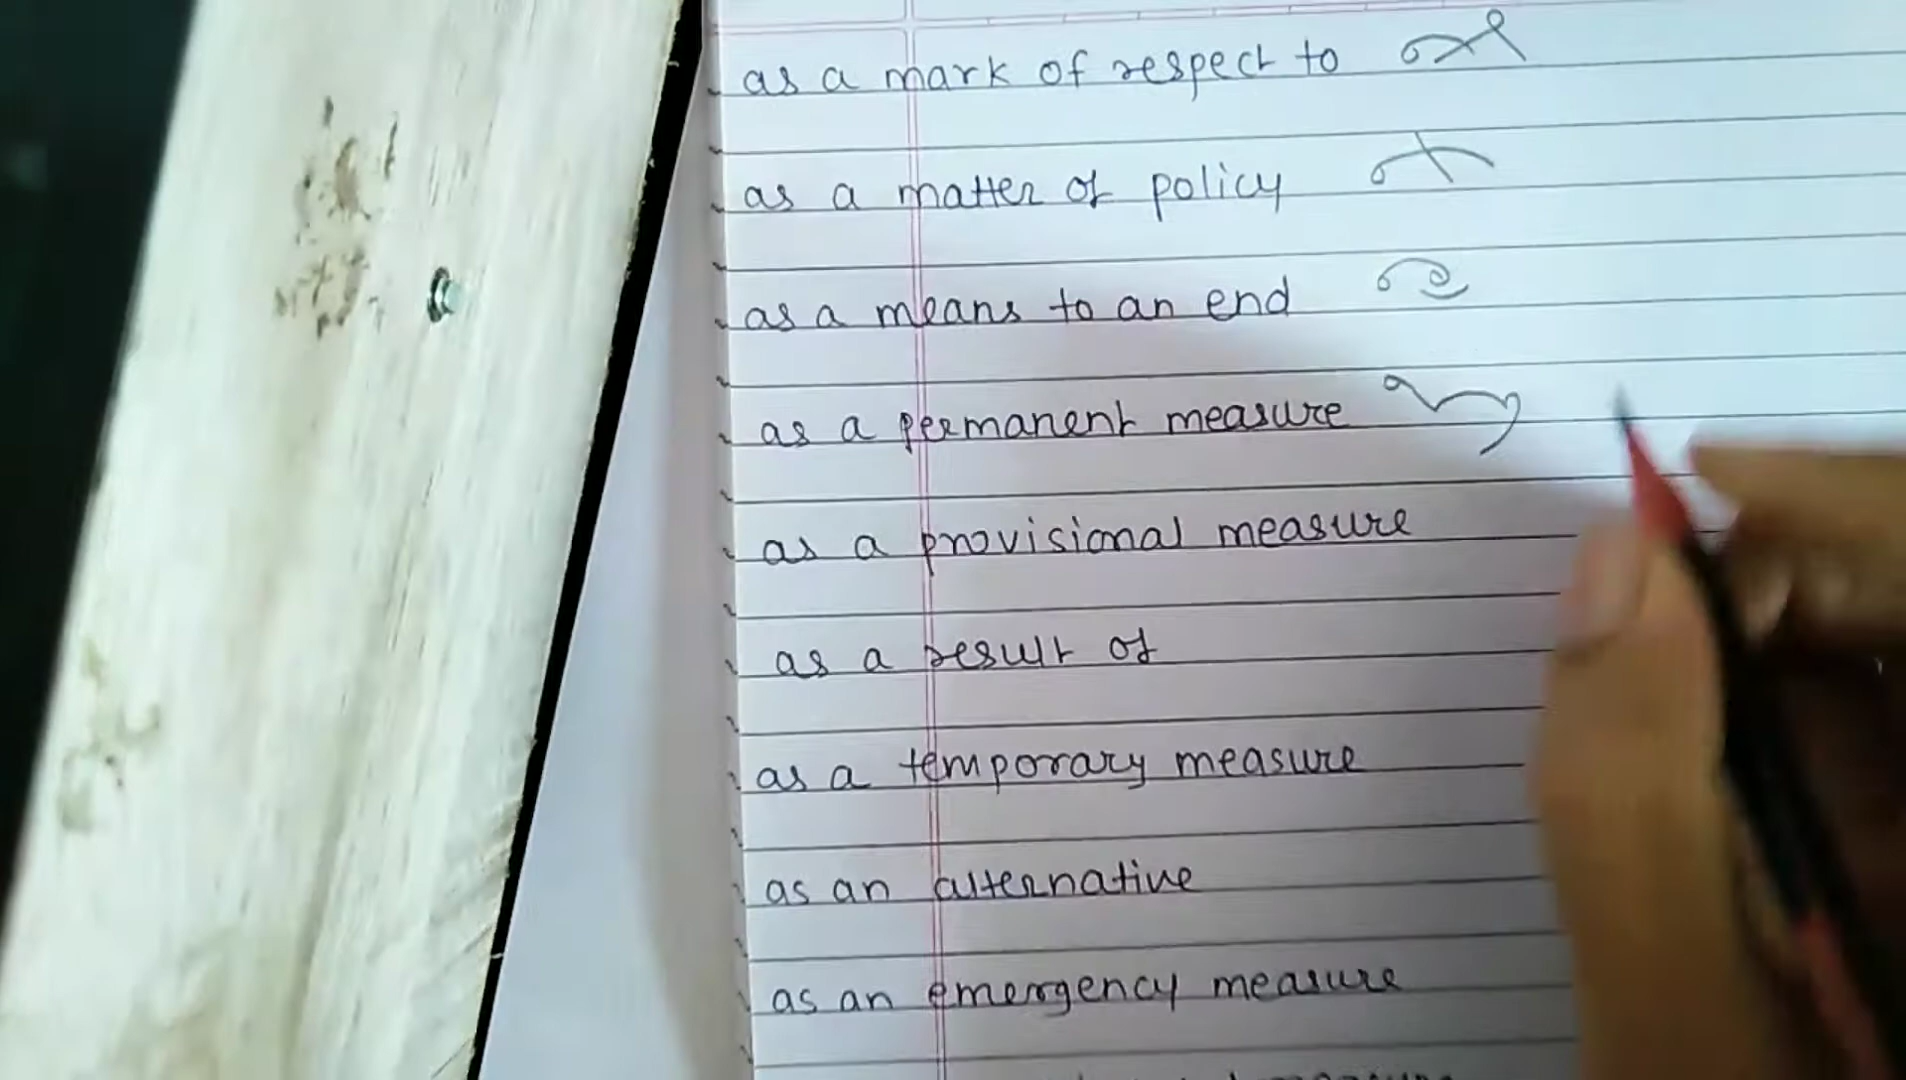 as a mark of respect to
as a matter of policy
as a means to an end
as a permanent measure
as a provisional measure
as a result of
as a temporary measure
as an alternative
as an emergency measure